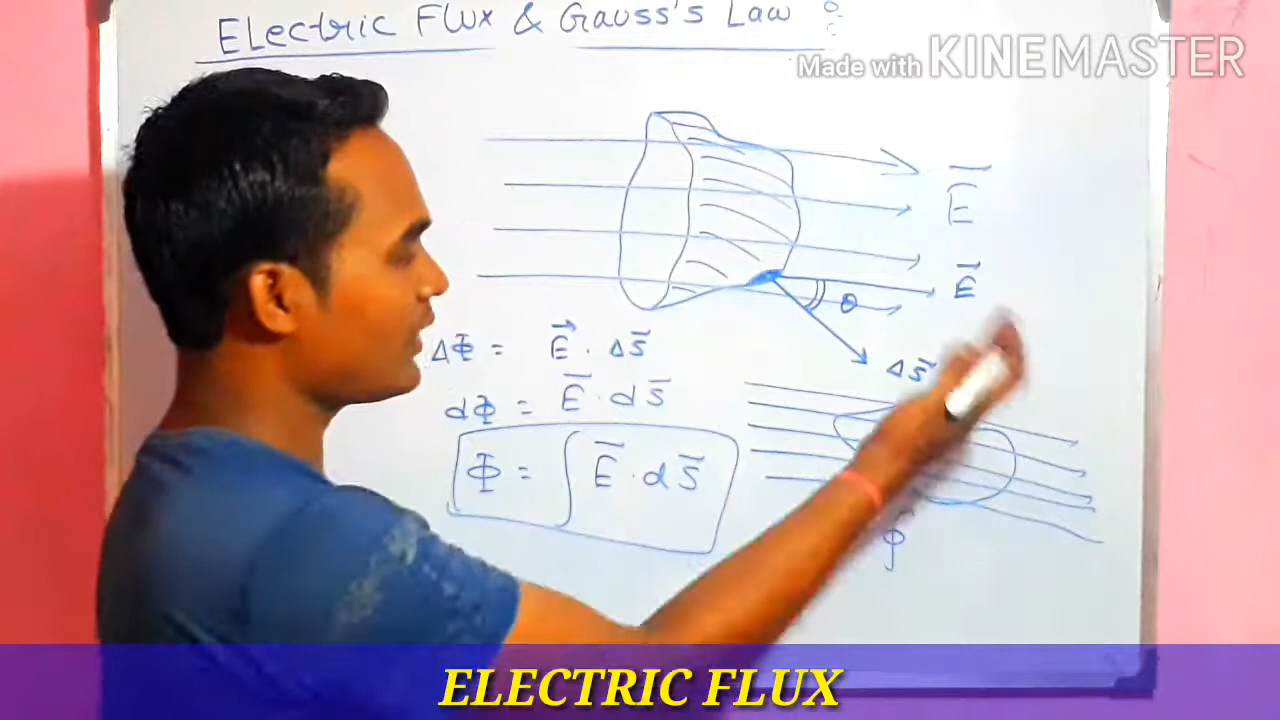 Electric Flux & Gauss's Law :
Made with KINEMASTER
E⃗
E⃗
θ
ΔΦ = E⃗ . ΔS⃗
ΔS⃗
dΦ = E⃗ . dS⃗
Φ = ∫ E⃗ . dS⃗
ELECTRIC FLUX